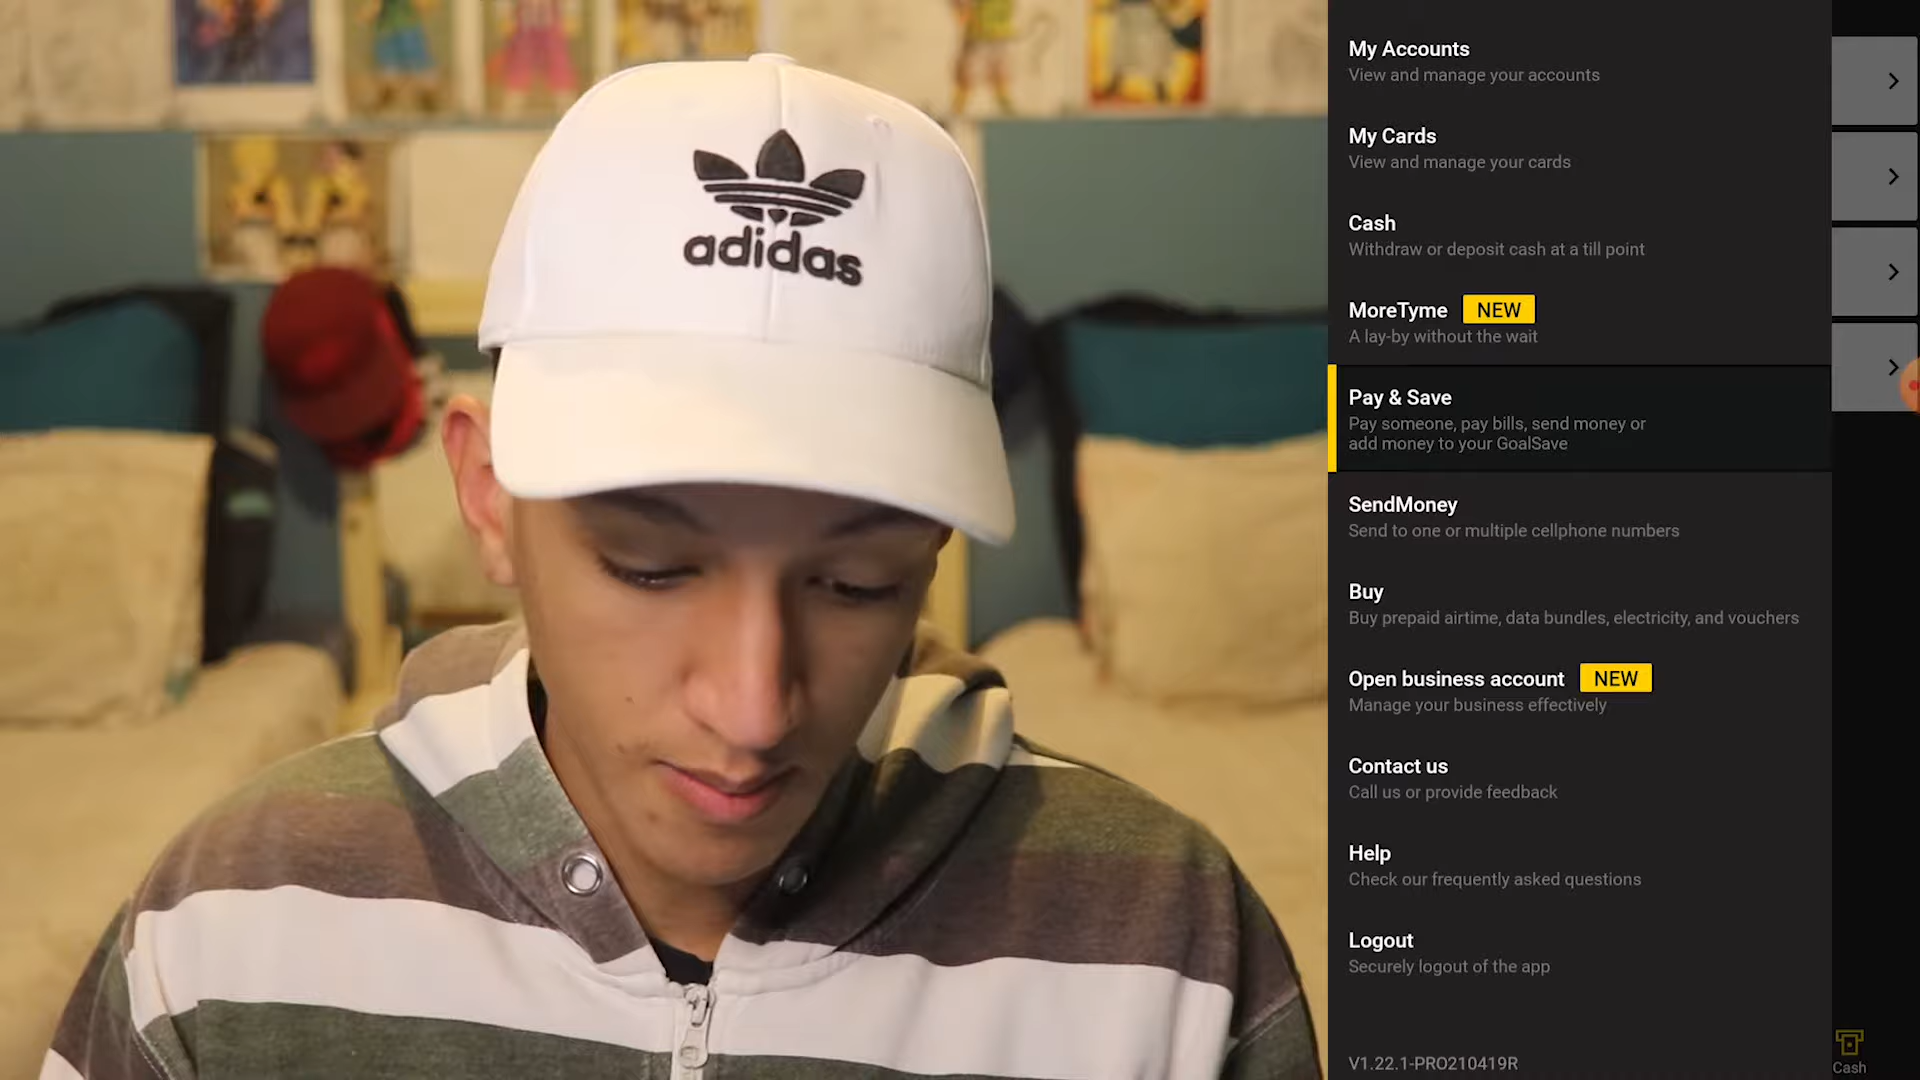 adidas
My Accounts
View and manage your accounts
My Cards
View and manage your cards
Cash
Withdraw or deposit cash at a till point
MoreTyme NEW
A lay-by without the wait
Pay & Save
Pay someone, pay bills, send money or
add money to your GoalSave
SendMoney
Send to one or multiple cellphone numbers
Buy
Buy prepaid airtime, data bundles, electricity, and vouchers
Open business account NEW
Manage your business effectively
Contact us
Call us or provide feedback
Help
Check our frequently asked questions
Logout
Securely logout of the app
V1.22.1-PRO210419R
Cash